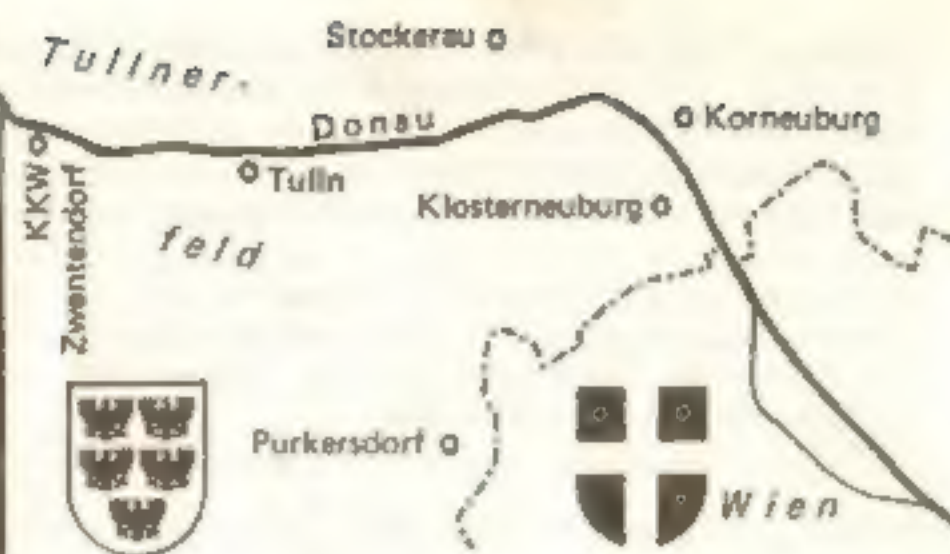 Stockerau
Tullner-
Donau
Korneuburg
KKW
Zwentendorf
Tulln
Klosterneuburg
feld
Purkersdorf
Wien